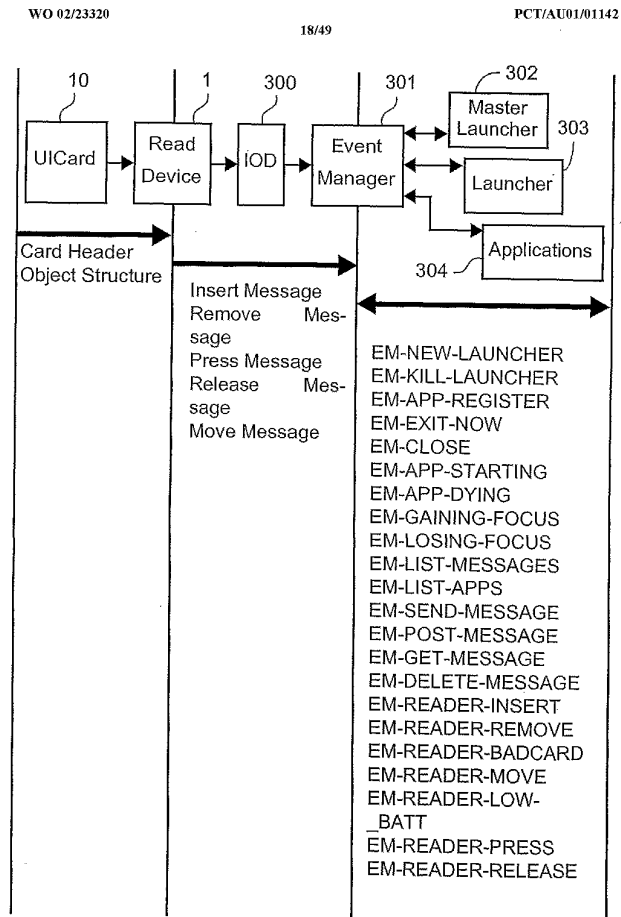 WO 02/23320
PCT/AU01/01142
18/49
10
1
300
301
302
303
UICard
Read
Device
IOD
Event
Manager
Master
Launcher
Launcher
Applications
304
Card Header
Object Structure
Insert Message
Remove Mes-
sage
Press Message
Release Mes-
sage
Move Message
EM-NEW-LAUNCHER
EM-KILL-LAUNCHER
EM-APP-REGISTER
EM-EXIT-NOW
EM-CLOSE
EM-APP-STARTING
EM-APP-DYING
EM-GAINING-FOCUS
EM-LOSING-FOCUS
EM-LIST-MESSAGES
EM-LIST-APPS
EM-SEND-MESSAGE
EM-POST-MESSAGE
EM-GET-MESSAGE
EM-DELETE-MESSAGE
EM-READER-INSERT
EM-READER-REMOVE
EM-READER-BADCARD
EM-READER-MOVE
EM-READER-LOW-
_BATT
EM-READER-PRESS
EM-READER-RELEASE